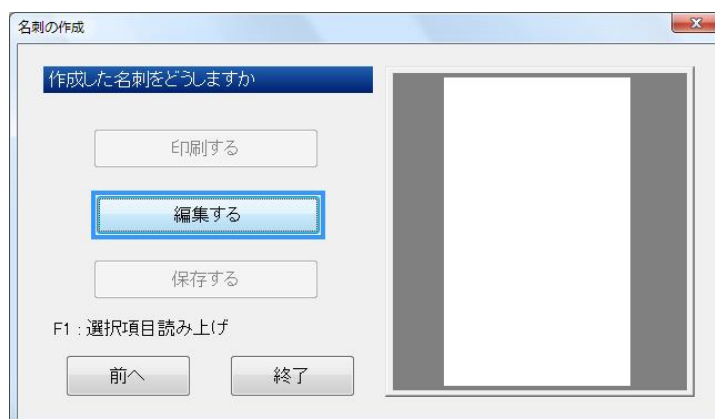 名刺の作成
作成した名刺をどうしますか
印刷する
編集する
保存する
F1：選択項目読み上げ
前へ
終了